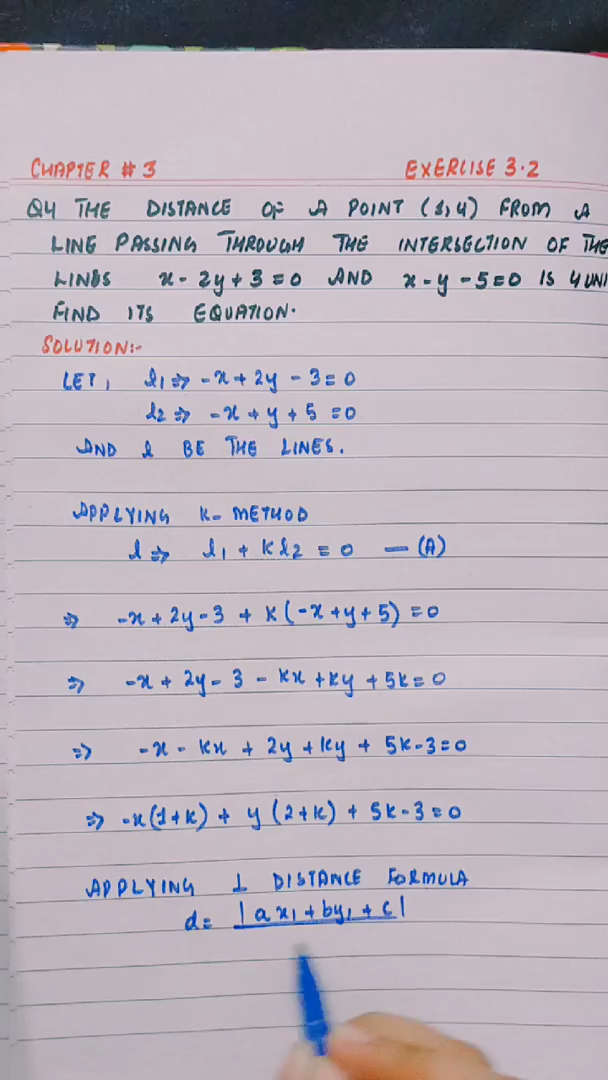 CHAPTER # 3 EXERCISE 3.2
Q4 THE DISTANCE OF A POINT (1,4) FROM A
LINE PASSING THROUGH THE INTERSECTION OF THE
LINES x - 2y + 3 = 0 AND x - y - 5 = 0 IS 4 UNI
FIND ITS EQUATION.
SOLUTION:-
LET, l1 => -x + 2y - 3 = 0
l2 => -x + y + 5 = 0
AND l BE THE LINES.
APPLYING K- METHOD
l => l1 + kl2 = 0 — (A)
=> -x + 2y - 3 + K(-x + y + 5) = 0
=> -x + 2y - 3 - kx + ky + 5k = 0
=> -x - kx + 2y + ky + 5k - 3 = 0
=> -x(1+k) + y(2+k) + 5k - 3 = 0
APPLYING ⊥ DISTANCE FORMULA
d = |ax1 + by1 + c|